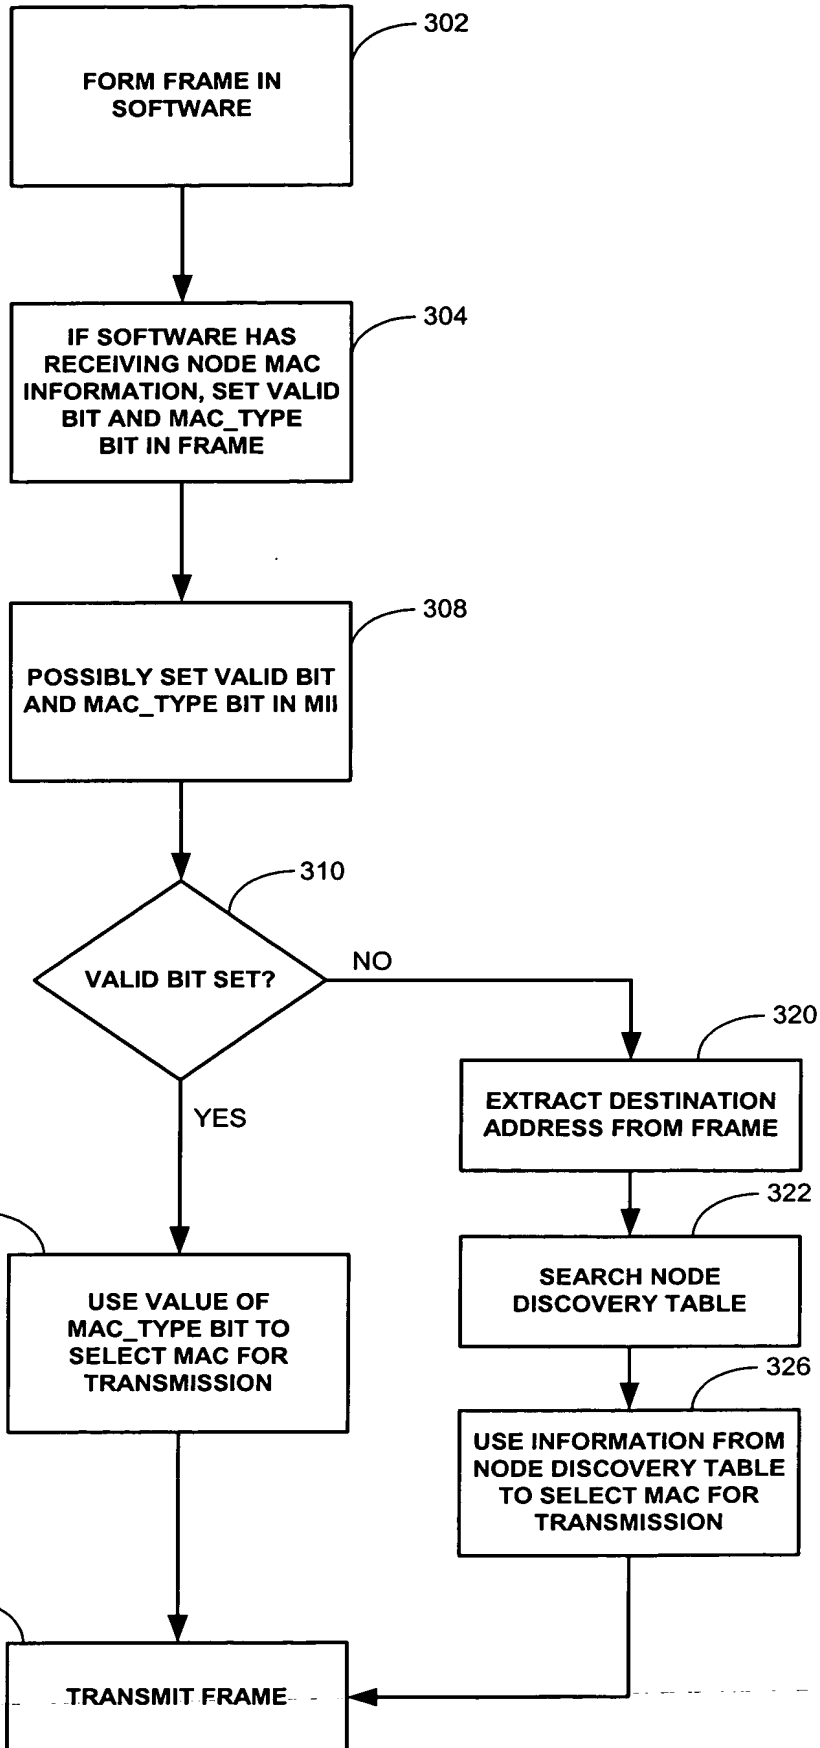 302
FORM FRAME IN
SOFTWARE
304
IF SOFTWARE HAS
RECEIVING NODE MAC
INFORMATION, SET VALID
BIT AND MAC_TYPE
BIT IN FRAME
308
POSSIBLY SET VALID BIT
AND MAC_TYPE BIT IN MII
310
VALID BIT SET?
NO
YES
320
EXTRACT DESTINATION
ADDRESS FROM FRAME
322
SEARCH NODE
DISCOVERY TABLE
326
USE INFORMATION FROM
NODE DISCOVERY TABLE
TO SELECT MAC FOR
TRANSMISSION
USE VALUE OF
MAC_TYPE BIT TO
SELECT MAC FOR
TRANSMISSION
TRANSMIT FRAME